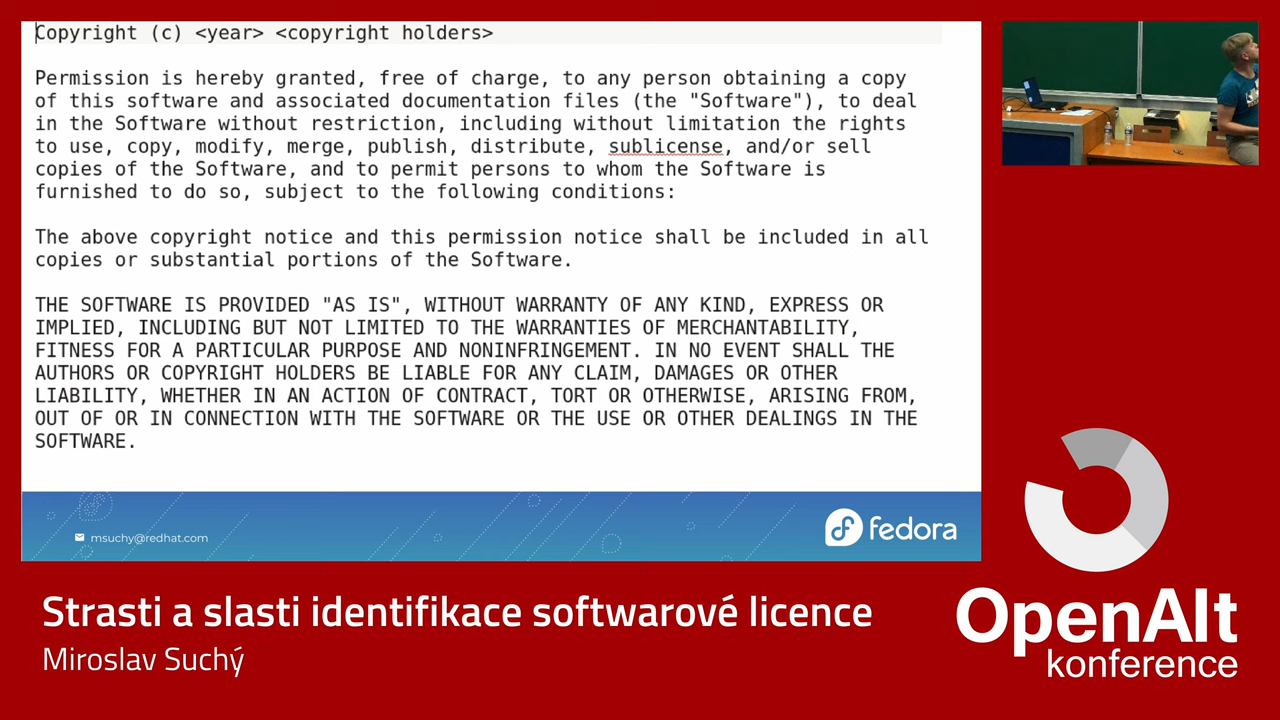 Copyright (c) <year> <copyright holders>
Permission is hereby granted, free of charge, to any person obtaining a copy
of this software and associated documentation files (the "Software"), to deal
in the Software without restriction, including without limitation the rights
to use, copy, modify, merge, publish, distribute, sublicense, and/or sell
copies of the Software, and to permit persons to whom the Software is
furnished to do so, subject to the following conditions:
The above copyright notice and this permission notice shall be included in all
copies or substantial portions of the Software.
THE SOFTWARE IS PROVIDED "AS IS", WITHOUT WARRANTY OF ANY KIND, EXPRESS OR
IMPLIED, INCLUDING BUT NOT LIMITED TO THE WARRANTIES OF MERCHANTABILITY,
FITNESS FOR A PARTICULAR PURPOSE AND NONINFRINGEMENT. IN NO EVENT SHALL THE
AUTHORS OR COPYRIGHT HOLDERS BE LIABLE FOR ANY CLAIM, DAMAGES OR OTHER
LIABILITY, WHETHER IN AN ACTION OF CONTRACT, TORT OR OTHERWISE, ARISING FROM,
OUT OF OR IN CONNECTION WITH THE SOFTWARE OR THE USE OR OTHER DEALINGS IN THE
SOFTWARE.
msuchy@redhat.com
fedora
Strasti a slasti identifikace softwarové licence
Miroslav Suchý
OpenAlt
konference